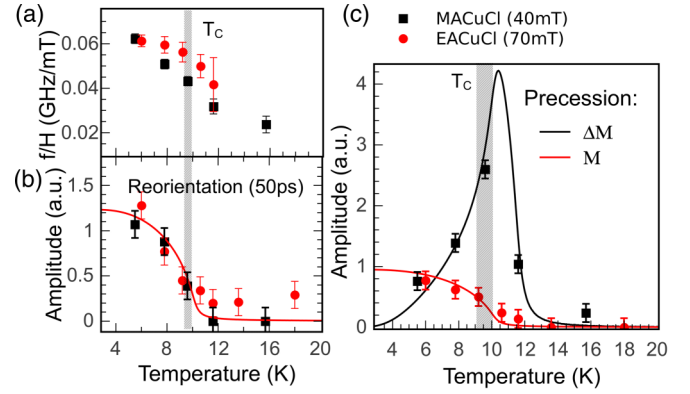 (a)
T_C
0.06
0.04
0.02
f/H (GHz/mT)
(b)
Reorientation (50ps)
1.5
1
0.5
0
Amplitude (a.u.)
4 6 8 10 12 14 16 18 20
Temperature (K)
(c)
MACuCl (40mT)
EACuCl (70mT)
T_C
Precession:
ΔM
M
4
3
2
1
0
Amplitude (a.u.)
4 6 8 10 12 14 16 18 20
Temperature (K)